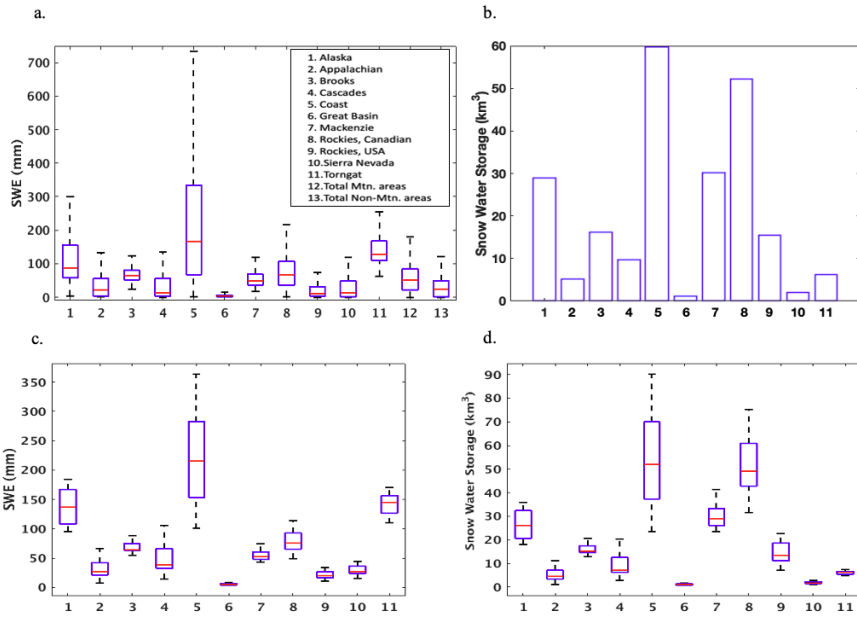 a.
b.
SWE (mm)
700
600
500
400
300
200
100
0
1 2 3 4 5 6 7 8 9 10 11 12 13
1. Alaska
2. Appalachian
3. Brooks
4. Cascades
5. Coast
6. Great Basin
7. Mackenzie
8. Rockies, Canadian
9. Rockies, USA
10.Sierra Nevada
11.Torngat
12.Total Mtn. areas
13.Total Non-Mtn. areas
Snow Water Storage (km³)
60
50
40
30
20
10
0
1 2 3 4 5 6 7 8 9 10 11
c.
d.
SWE (mm)
350
300
250
200
150
100
50
0
1 2 3 4 5 6 7 8 9 10 11
Snow Water Storage (km³)
90
80
70
60
50
40
30
20
10
0
1 2 3 4 5 6 7 8 9 10 11